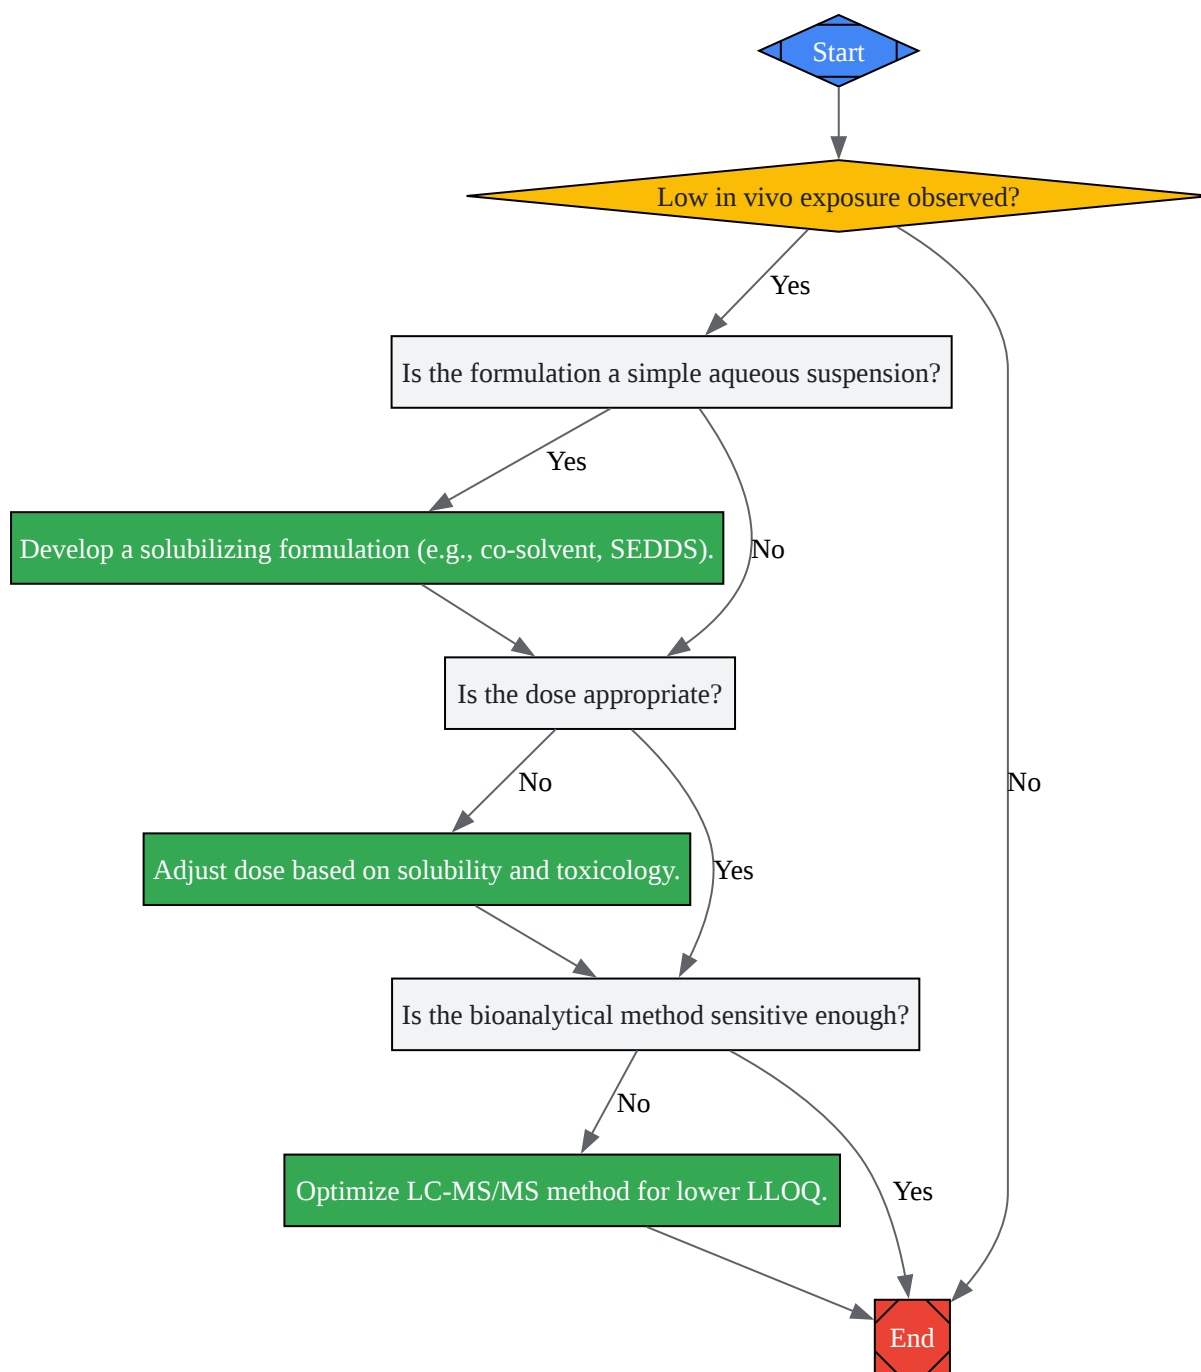 Start
Low in vivo exposure observed?
Yes
Is the formulation a simple aqueous suspension?
Yes
Develop a solubilizing formulation (e.g., co-solvent, SEDDS).
No
Is the dose appropriate?
No
No
Adjust dose based on solubility and toxicology.
Yes
Is the bioanalytical method sensitive enough?
No
Optimize LC-MS/MS method for lower LLOQ.
Yes
End